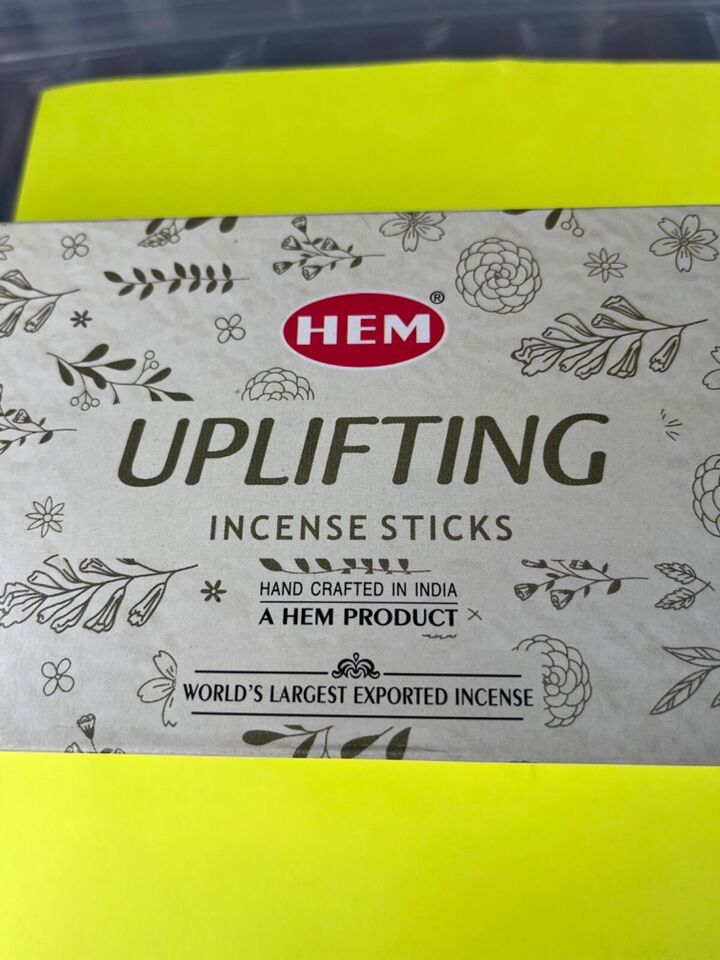 HEM®
UPLIFTING
INCENSE STICKS
HAND CRAFTED IN INDIA
A HEM PRODUCT
WORLD'S LARGEST EXPORTED INCENSE